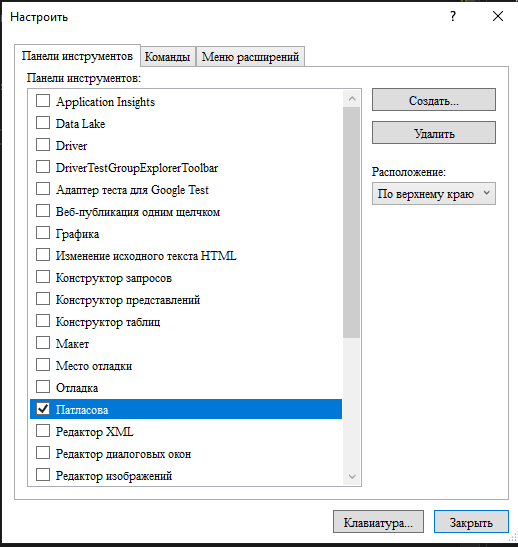 Настроить
?
Панели инструментов Команды Меню расширений
Панели инструментов:
Application Insights
Data Lake
Driver
DriverTestGroupExplorerToolbar
Адаптер теста для Google Test
Веб-публикация одним щелчком
Графика
Изменение исходного текста HTML
Конструктор запросов
Конструктор представлений
Конструктор таблиц
Макет
Место отладки
Отладка
Патласова
Редактор XML
Редактор диалоговых окон
Редактор изображений
Создать...
Удалить
Расположение:
По верхнему краю
Клавиатура... Закрыть